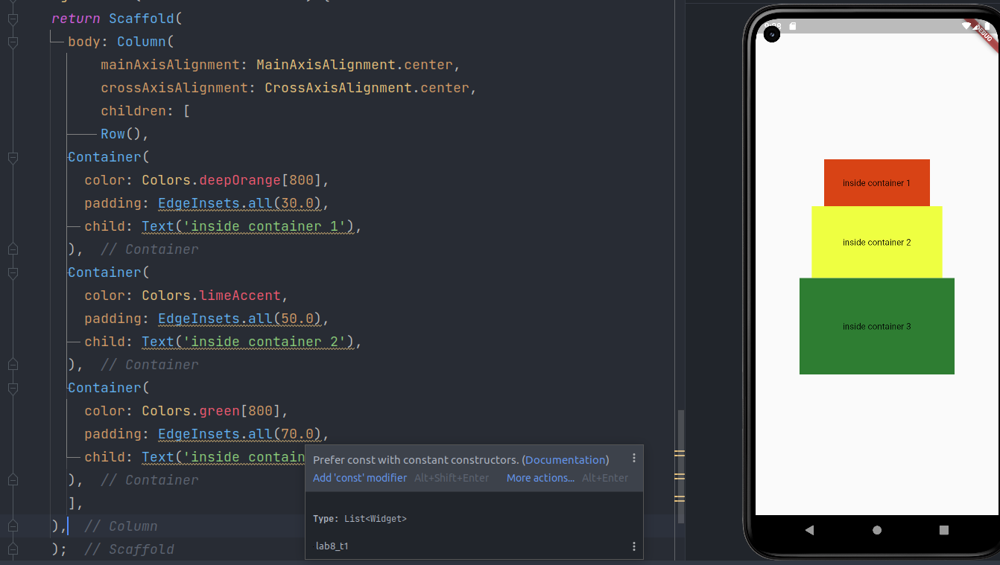 return Scaffold(
body: Column(
mainAxisAlignment: MainAxisAlignment.center,
crossAxisAlignment: CrossAxisAlignment.center,
children: [
Row(),
Container(
color: Colors.deepOrange[800],
padding: EdgeInsets.all(30.0),
child: Text('inside container 1'),
), // Container
Container(
color: Colors.limeAccent,
padding: EdgeInsets.all(50.0),
child: Text('inside container 2'),
), // Container
Container(
color: Colors.green[800],
padding: EdgeInsets.all(70.0),
child: Text('inside contain
), // Container
],
), // Column
); // Scaffold
Prefer const with constant constructors. (Documentation)
Add 'const' modifier Alt+Shift+Enter More actions... Alt+Enter
Type: List<Widget>
lab8_t1
DEBUG
inside container 1
inside container 2
inside container 3